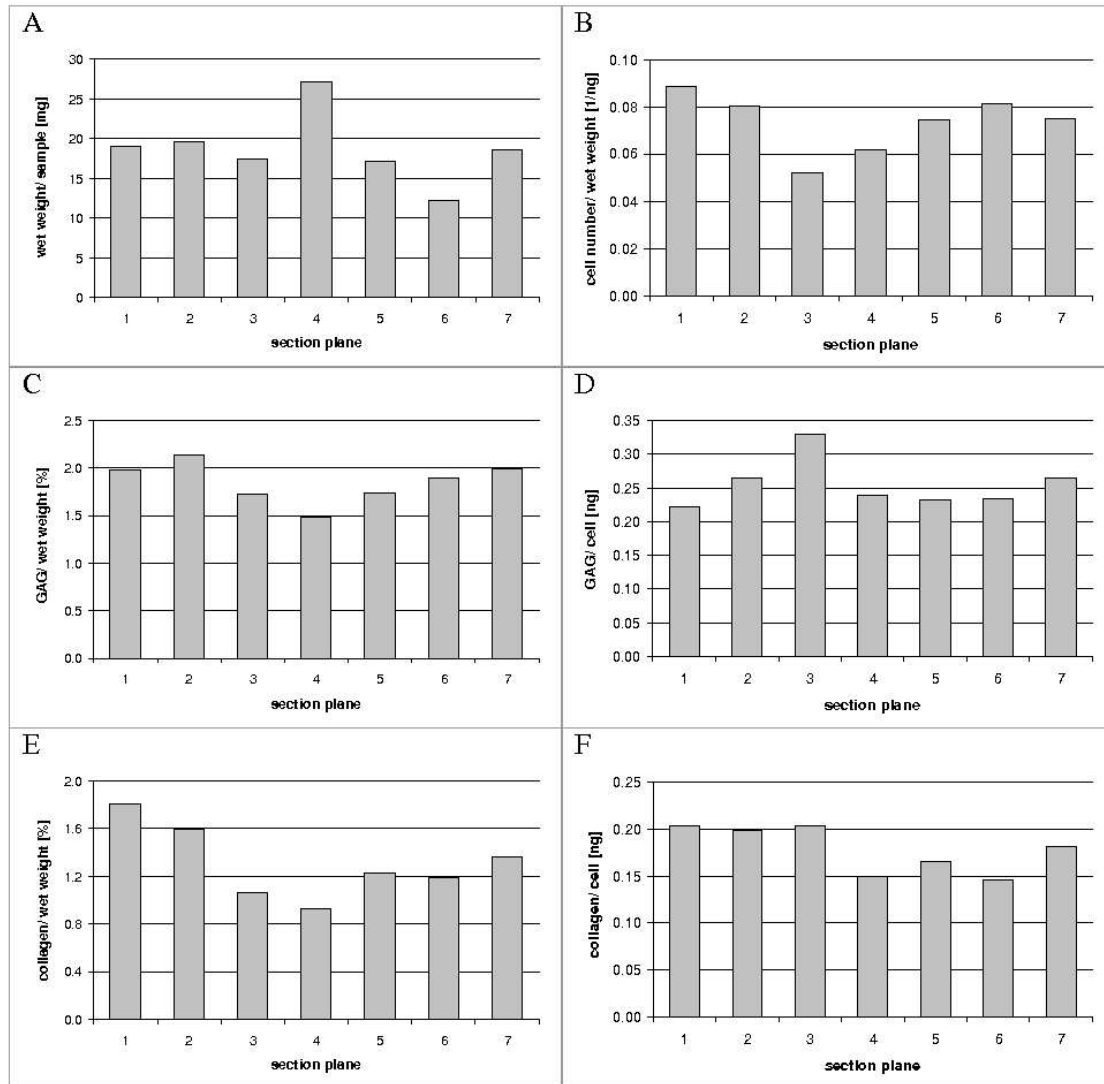 A
wet weight/ sample [mg]
30
25
20
15
10
5
0
1 2 3 4 5 6 7
section plane
B
cell number/ wet weight [1/ng]
0.10
0.08
0.06
0.04
0.02
0.00
1 2 3 4 5 6 7
section plane
C
GAG/ wet weight [%]
2.5
2.0
1.5
1.0
0.5
0.0
1 2 3 4 5 6 7
section plane
D
GAG/ cell [ng]
0.35
0.30
0.25
0.20
0.15
0.10
0.05
0.00
1 2 3 4 5 6 7
section plane
E
collagen/ wet weight [%]
2.0
1.6
1.2
0.8
0.4
0.0
1 2 3 4 5 6 7
section plane
F
collagen/ cell [ng]
0.25
0.20
0.15
0.10
0.05
0.00
1 2 3 4 5 6 7
section plane